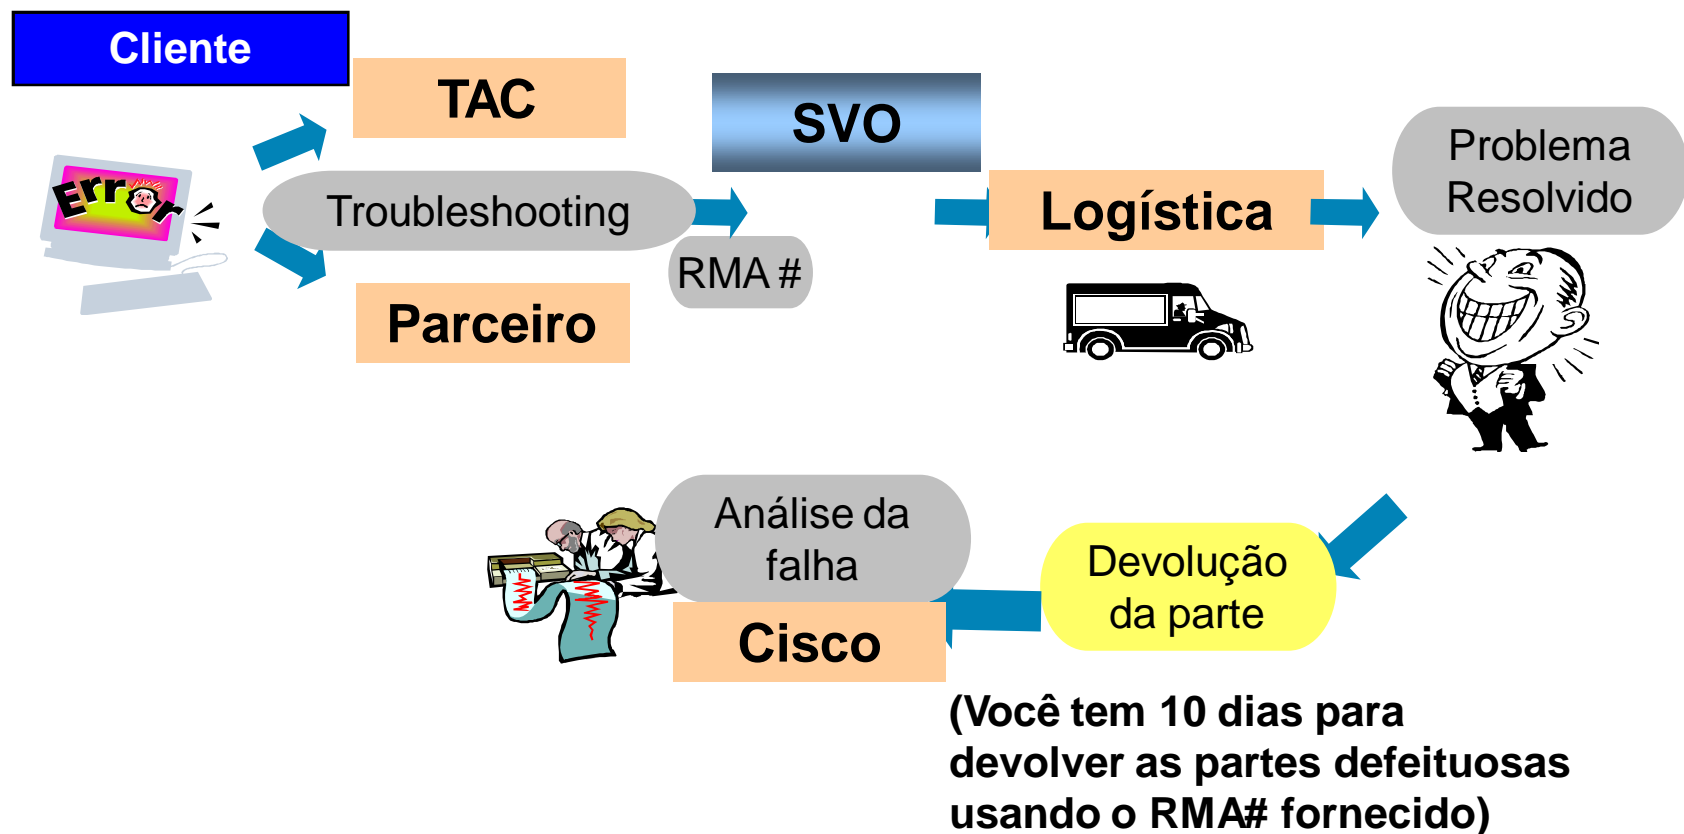 Cliente
TAC
SVO
Error
Troubleshooting
RMA #
Parceiro
Logística
Problema
Resolvido
Análise da
falha
Cisco
Devolução
da parte
(Você tem 10 dias para
devolver as partes defeituosas
usando o RMA# fornecido)